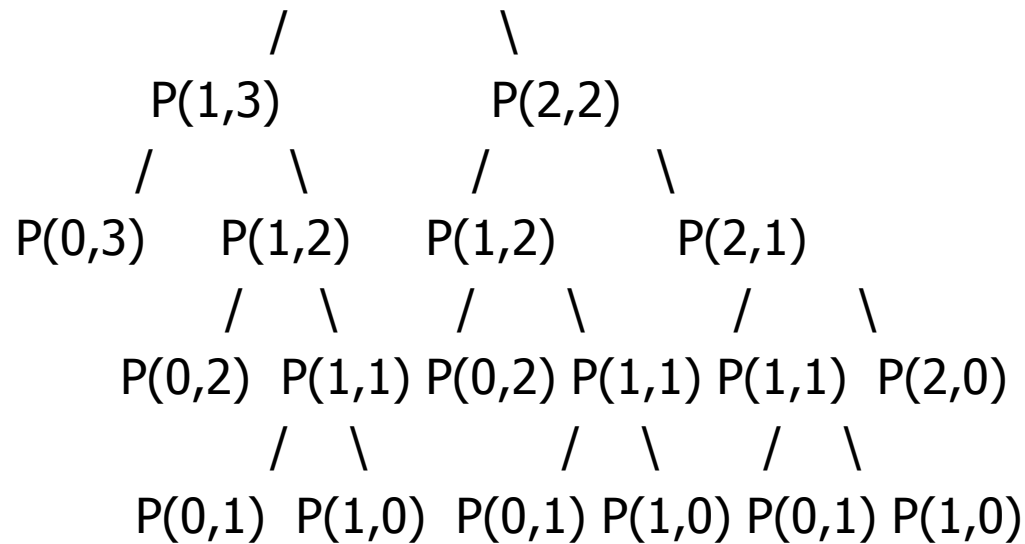 / \
P(1,3) P(2,2)
/ \ / \
P(0,3) P(1,2) P(1,2) P(2,1)
/ \ / \ / \
P(0,2) P(1,1) P(0,2) P(1,1) P(1,1) P(2,0)
/ \ / \ / \
P(0,1) P(1,0) P(0,1) P(1,0) P(0,1) P(1,0)